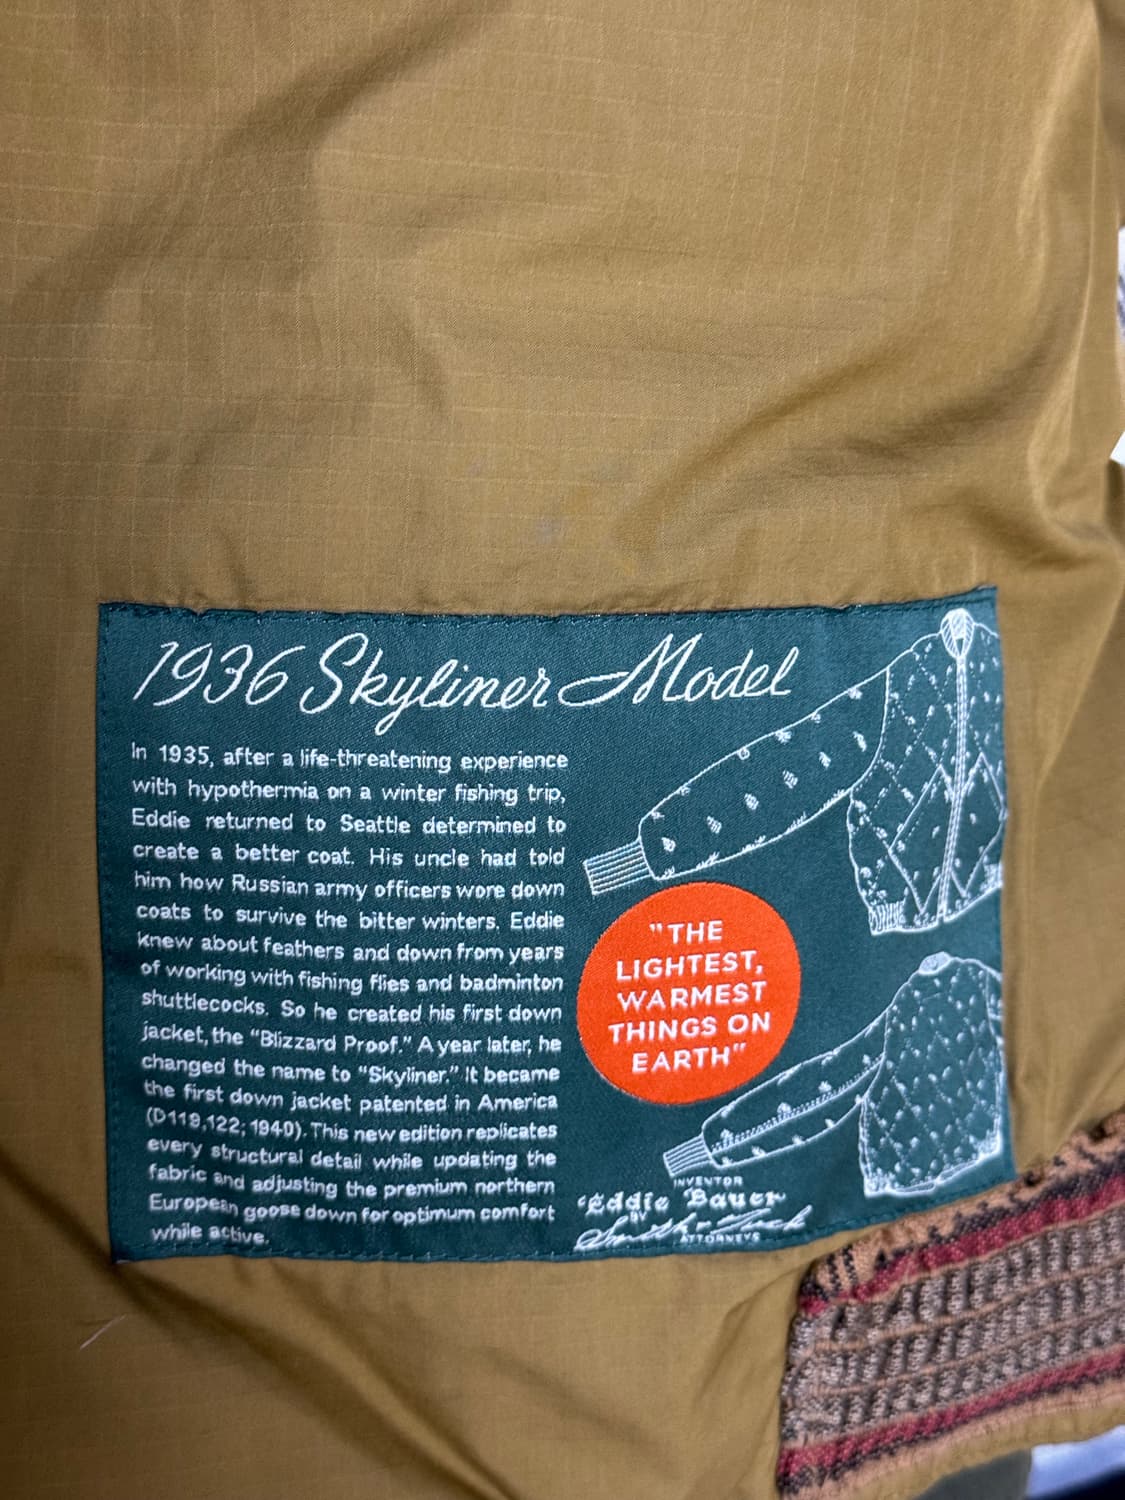 1936 Skyliner Model
In 1935, after a life-threatening experience
with hypothermia on a winter fishing trip,
Eddie returned to Seattle determined to
create a better coat. His uncle had told
him how Russian army officers wore down
coats to survive the bitter winters. Eddie
knew about feathers and down from years
of working with fishing flies and badminton
shuttlecocks. So he created his first down
jacket, the "Blizzard Proof." A year later, he
changed the name to "Skyliner." It became
the first down jacket patented in America
(D119,122; 1940). This new edition replicates
every structural detail while updating the
fabric and adjusting the premium northern
European goose down for optimum comfort
while active.
"THE
LIGHTEST,
WARMEST
THINGS ON
EARTH"
INVENTOR
Eddie Bauer
BY
ATTORNEYS